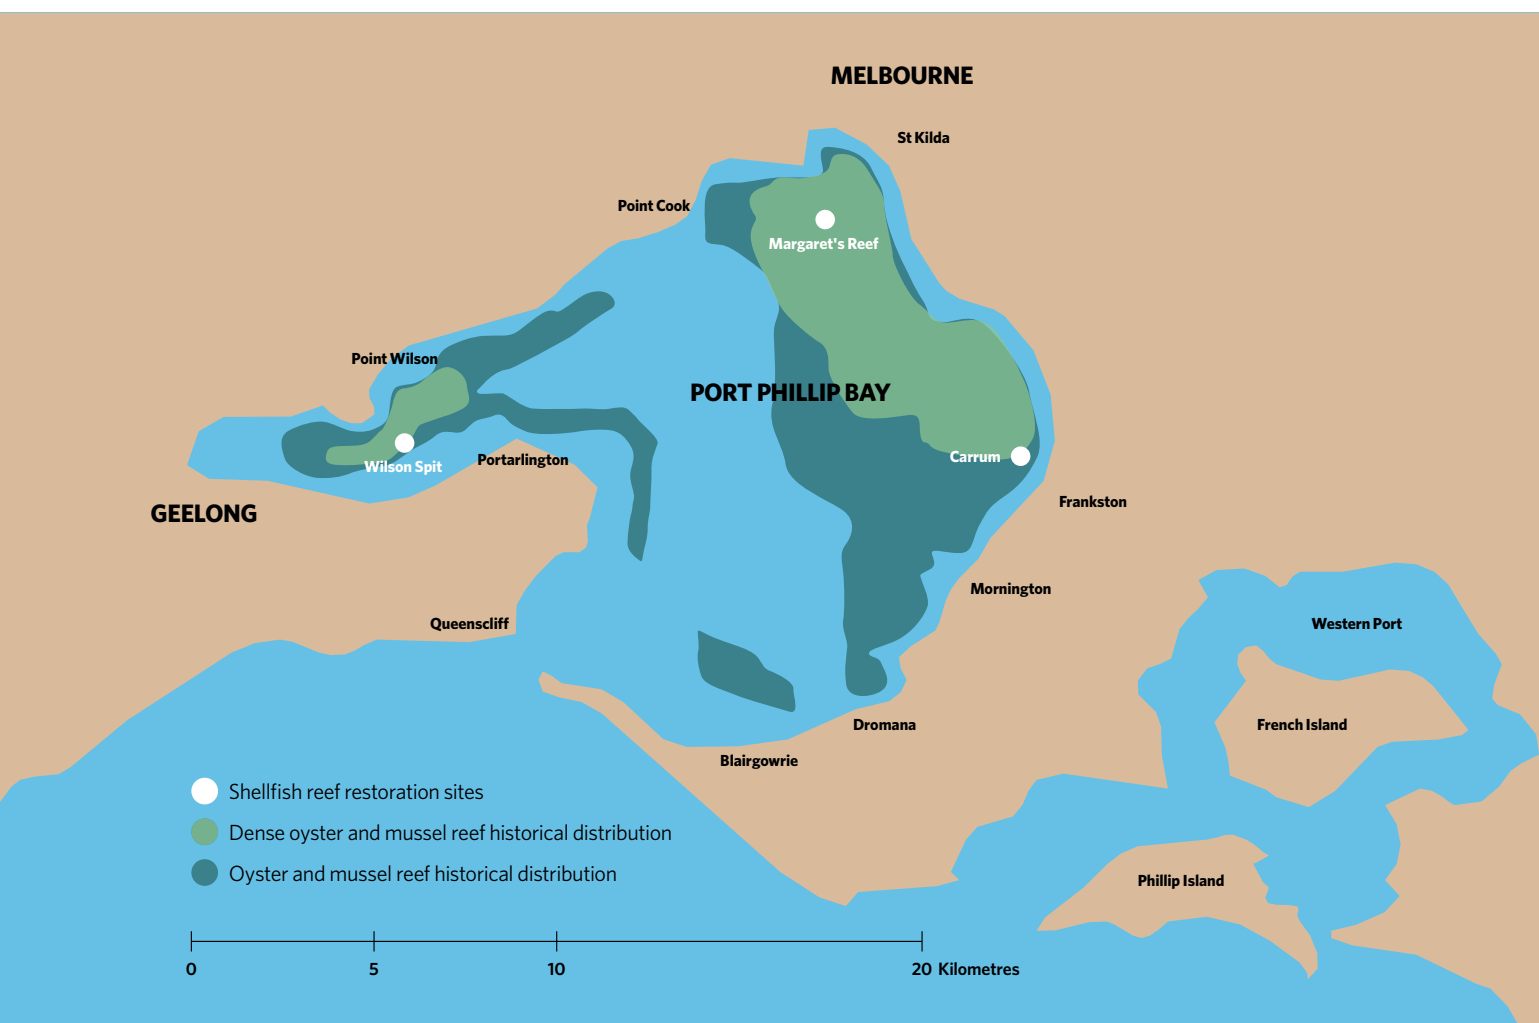 MELBOURNE
St Kilda
Point Cook
Margaret's Reef
Point Wilson
PORT PHILLIP BAY
Wilson Spit
Portarlington
Carrum
GEELONG
Frankston
Mornington
Queenscliff
Western Port
Dromana
French Island
Blairgowrie
Shellfish reef restoration sites
Dense oyster and mussel reef historical distribution
Oyster and mussel reef historical distribution
Phillip Island
0 5 10 20 Kilometres